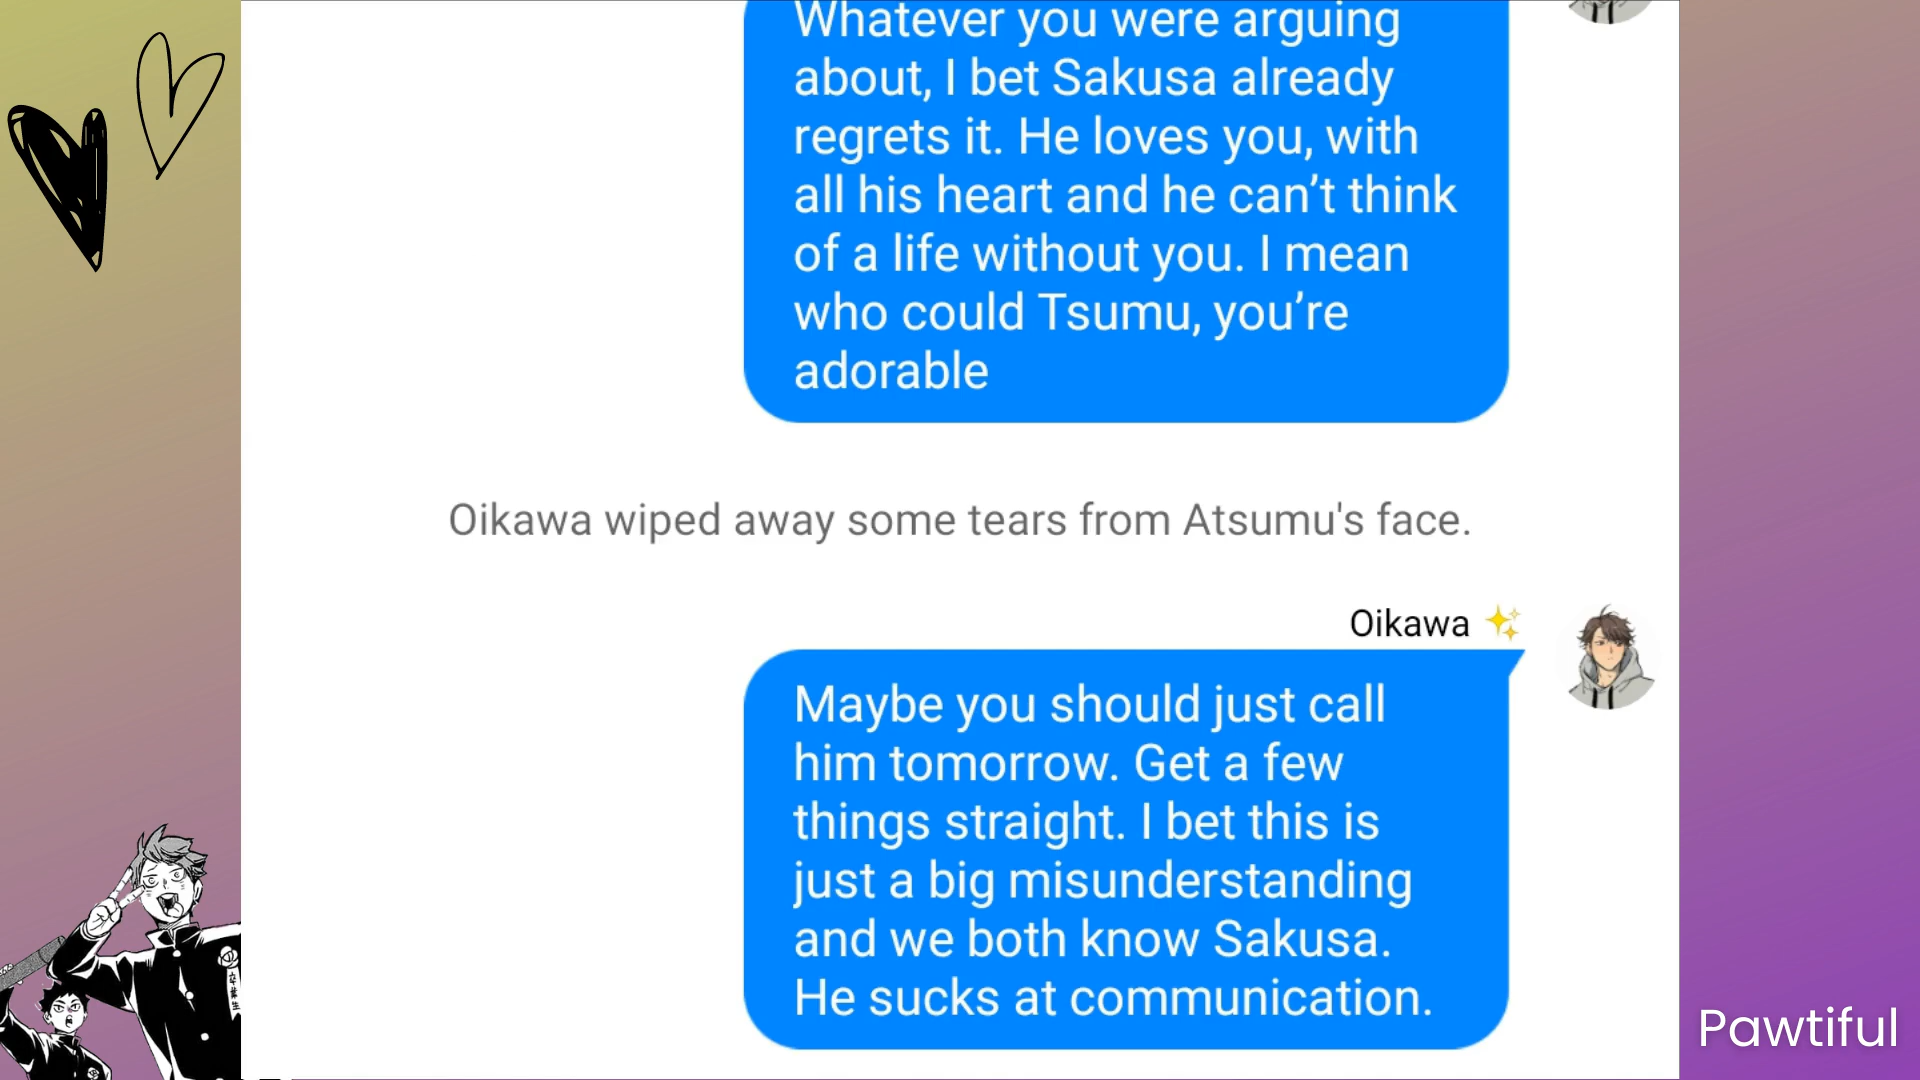 Whatever you were arguing
about, I bet Sakusa already
regrets it. He loves you, with
all his heart and he can’t think
of a life without you. I mean
who could Tsumu, you’re
adorable
Oikawa wiped away some tears from Atsumu's face.
Oikawa ✨
Maybe you should just call
him tomorrow. Get a few
things straight. I bet this is
just a big misunderstanding
and we both know Sakusa.
He sucks at communication.
卒業生
Pawtiful